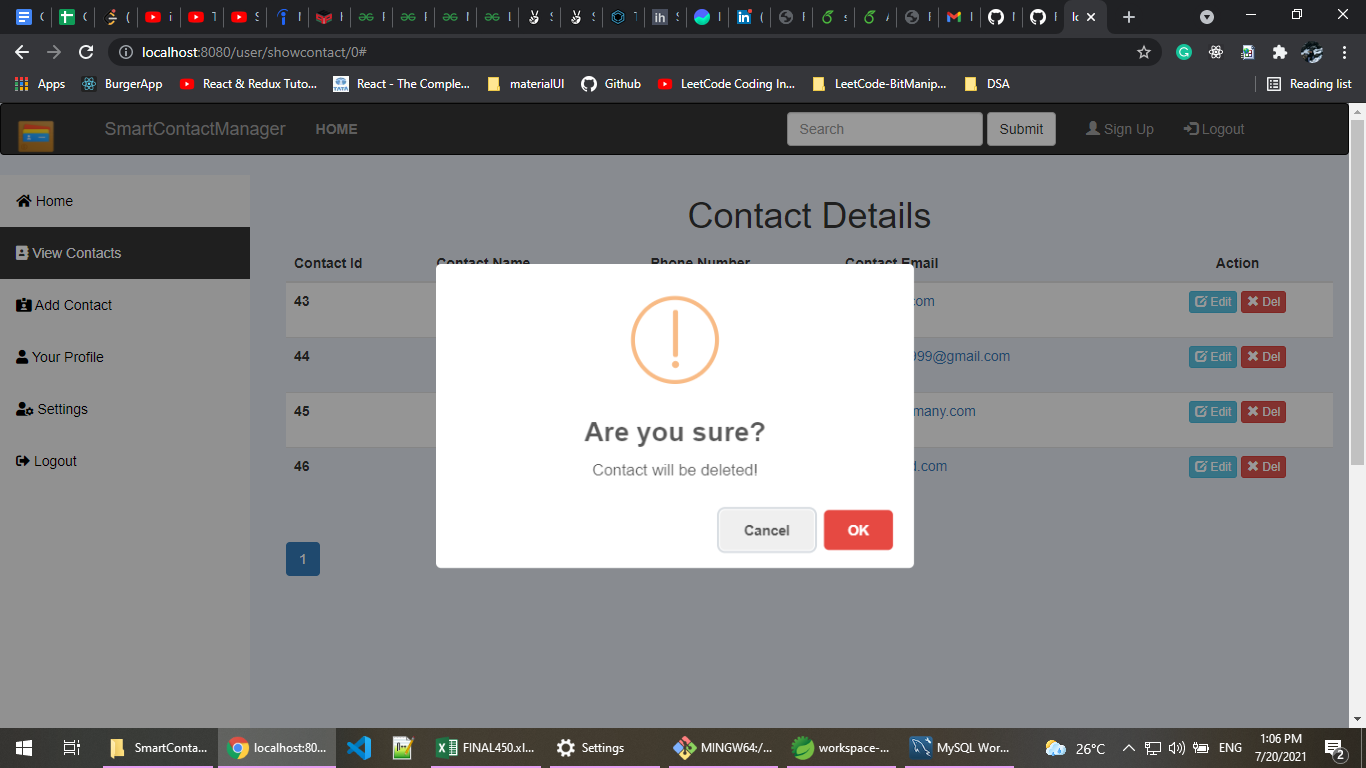 localhost:8080/user/showcontact/0#
Apps BurgerApp React & Redux Tuto... React - The Comple... materialUI Github LeetCode Coding In... LeetCode-BitManip... DSA Reading list
SmartContactManager HOME Search Submit Sign Up Logout
Home
View Contacts
Add Contact
Your Profile
Settings
Logout
Contact Details
Contact Id Contact Name Phone Number Contact Email Action
43 .com Edit Del
44 999@gmail.com Edit Del
45 many.com Edit Del
46 d.com Edit Del
Are you sure?
Contact will be deleted!
Cancel OK
1
SmartConta... localhost:80... FINAL450.xl... Settings MINGW64:/... workspace-... MySQL Wor... 26°C ENG
1:06 PM
7/20/2021
2